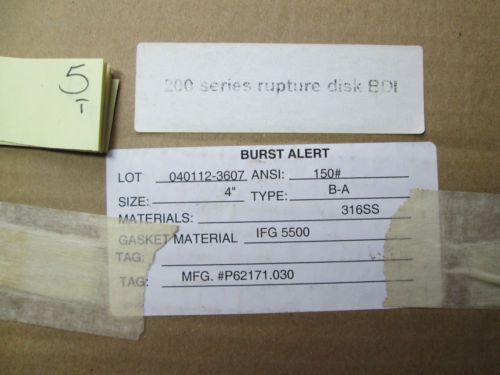 5
200 series rupture disk BDI
BURST ALERT
LOT 040112-3607 ANSI: 150#
SIZE: 4" TYPE: B-A
MATERIALS: 316SS
GASKET MATERIAL IFG 5500
TAG:
TAG: MFG. #P62171.030